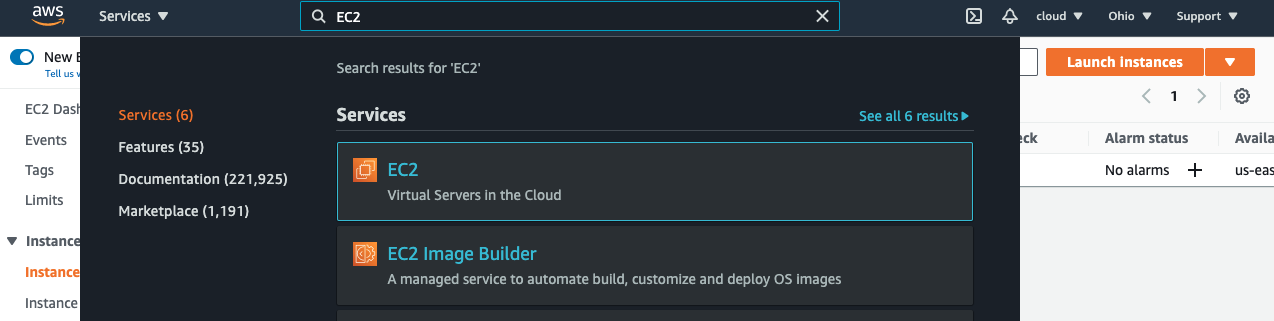 aws
Services
EC2
cloud
Ohio
Support
New
Tell us
Launch instances
Search results for 'EC2'
1
EC2
Events
Tags
Limits
Instance
Instance
Instance
Services (6)
Features (35)
Documentation (221,925)
Marketplace (1,191)
Services
See all 6 results
EC2
Virtual Servers in the Cloud
EC2 Image Builder
A managed service to automate build, customize and deploy OS images
Alarm status
No alarms
us-eas